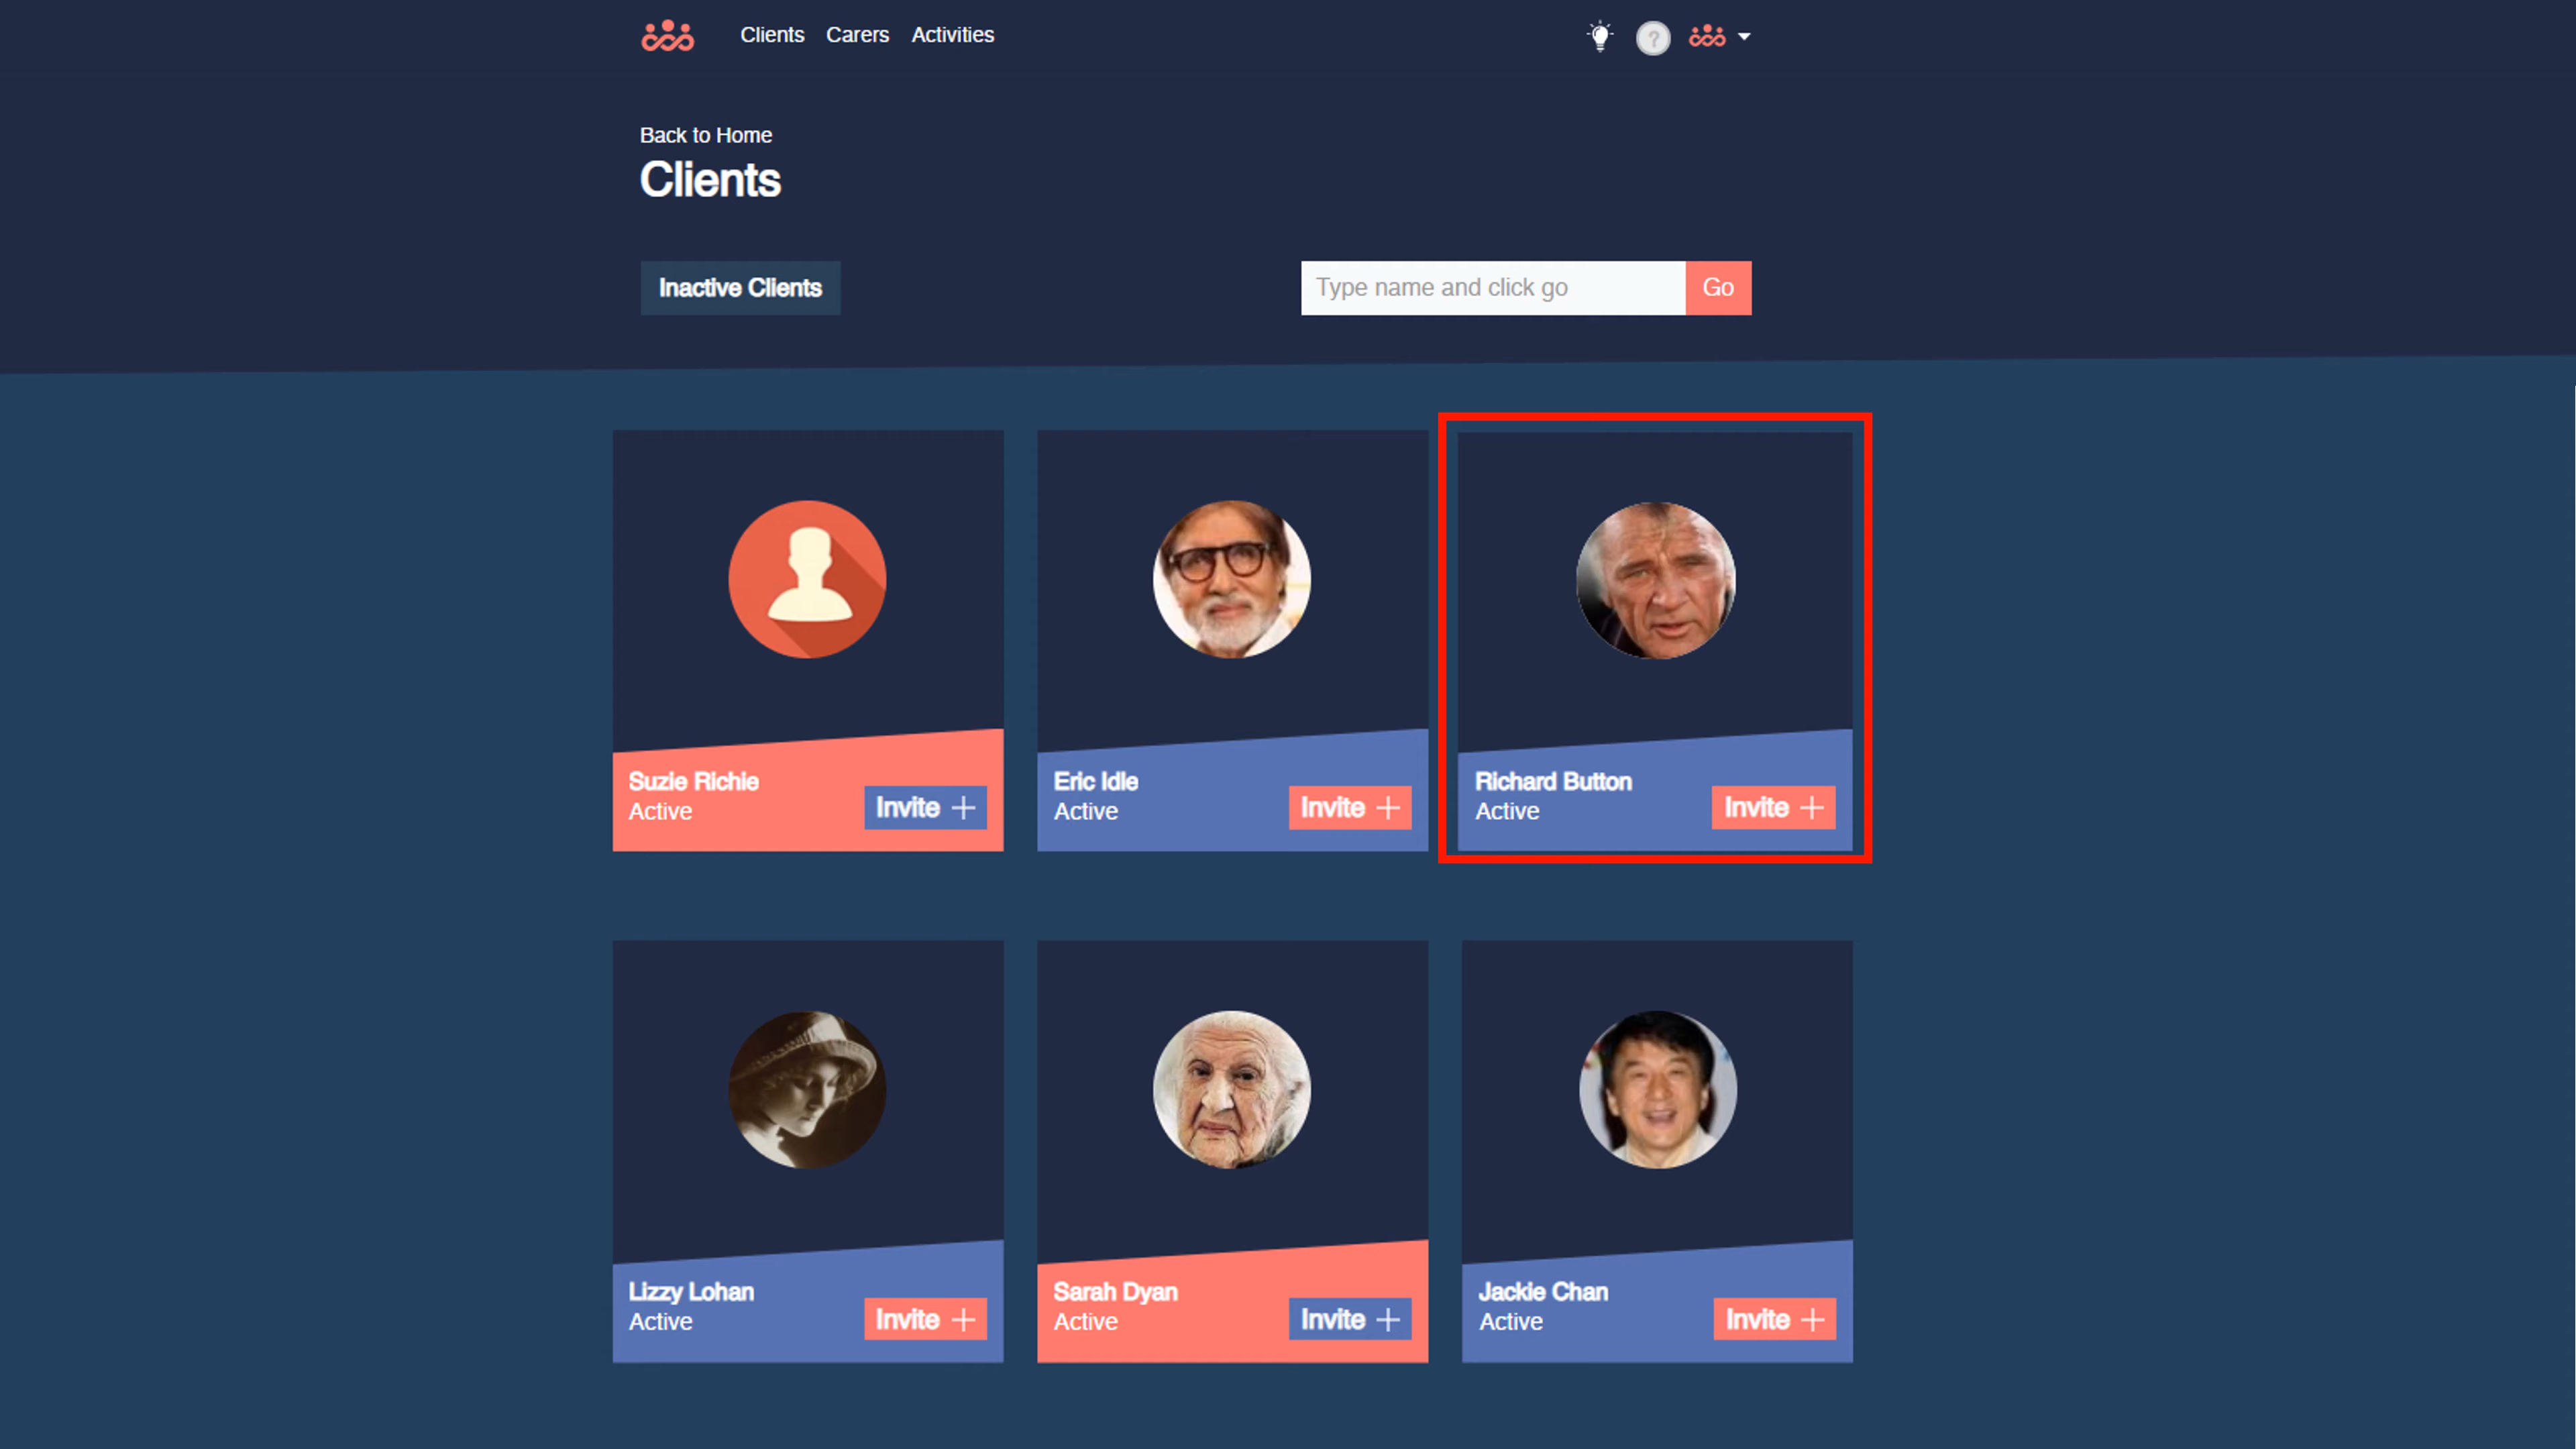 Clients Carers Activities
?
Back to Home
Clients
Inactive Clients
Type name and click go Go
Suzie Richie
Active
Invite +
Eric Idle
Active
Invite +
Richard Button
Active
Invite +
Lizzy Lohan
Active
Invite +
Sarah Dyan
Active
Invite +
Jackie Chan
Active
Invite +